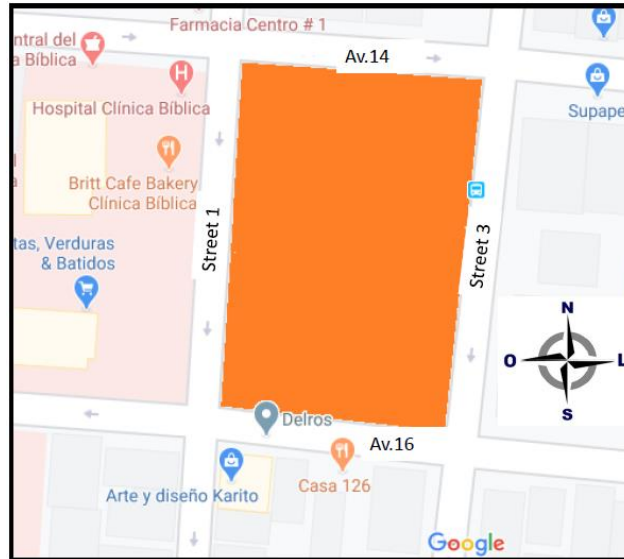 Farmacia Centro # 1
ntral del
a Bíblica
Av.14
Hospital Clínica Bíblica
Supape
Britt Cafe Bakery
Clínica Bíblica
Street 1
Street 3
tas, Verduras
& Batidos
N
O
L
S
Delros
Av.16
Casa 126
Arte y diseño Karito
Google